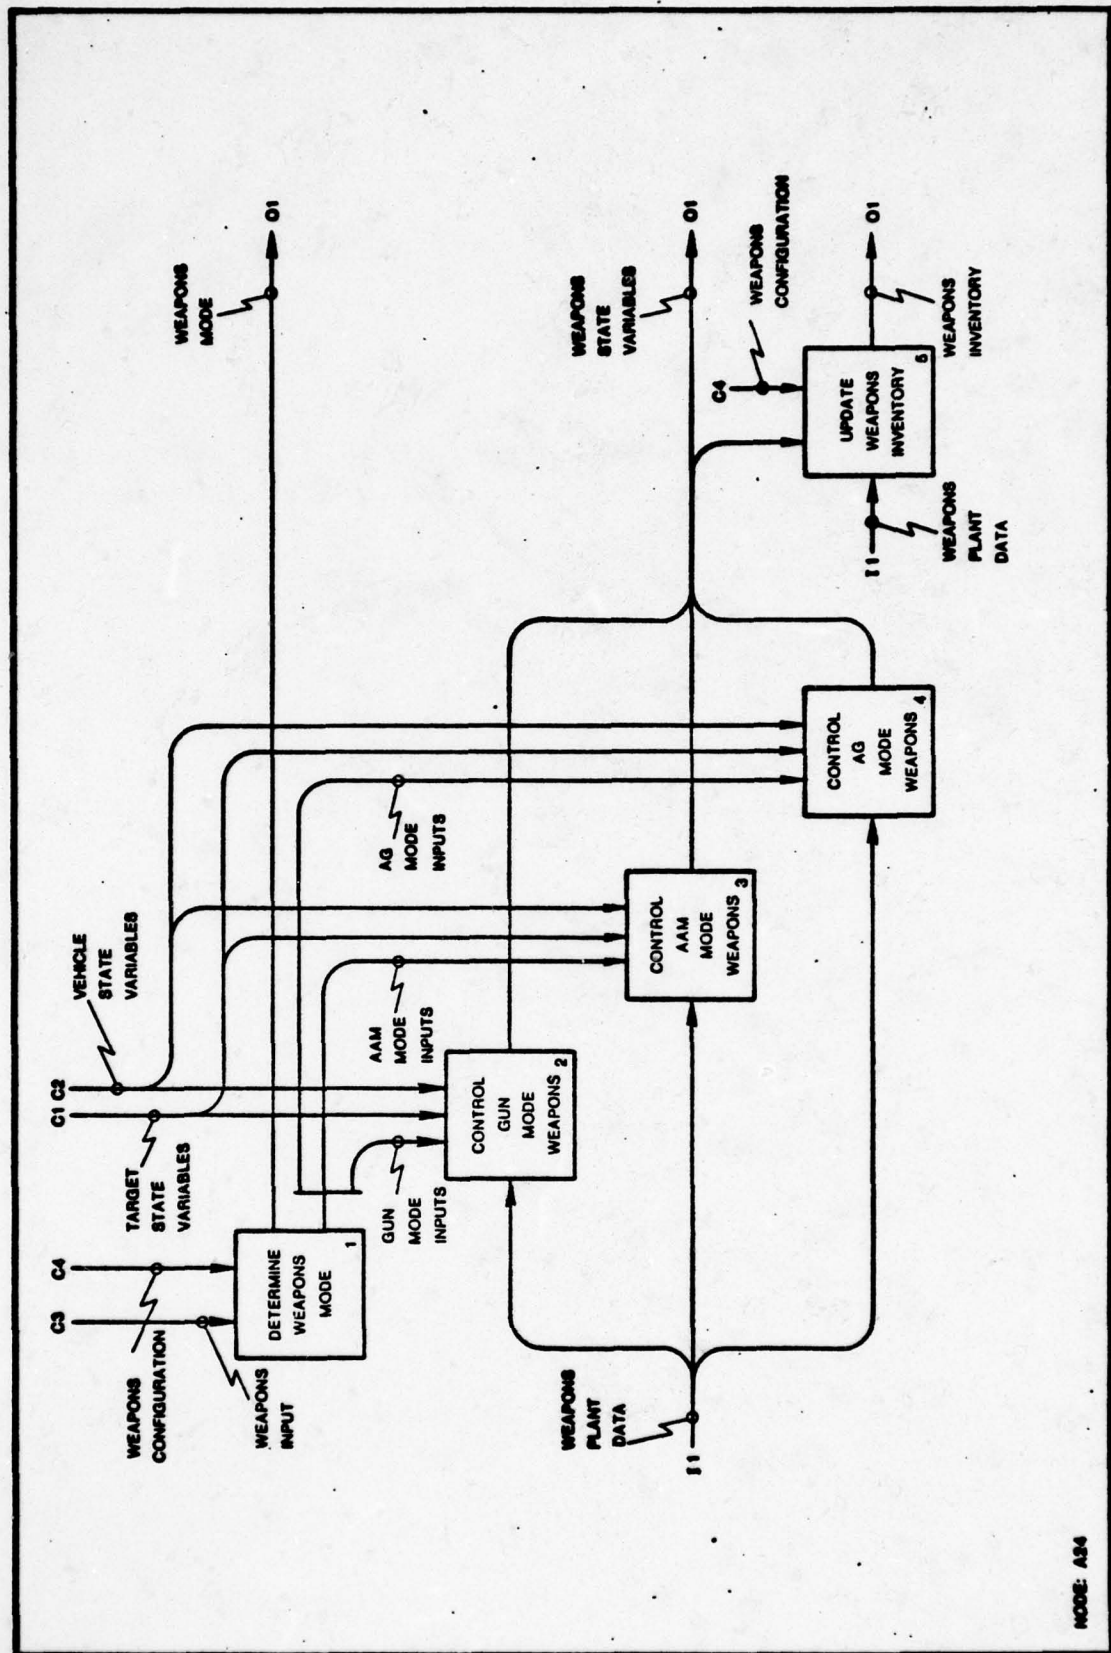 C3
C4
C1
C2
VEHICLE
STATE
VARIABLES
TARGET
STATE
VARIABLES
WEAPONS
CONFIGURATION
WEAPONS
INPUT
DETERMINE
WEAPONS
MODE
1
WEAPONS
MODE
O1
GUN
MODE
INPUTS
AAM
MODE
INPUTS
AG
MODE
INPUTS
CONTROL
GUN
MODE
WEAPONS
2
WEAPONS
PLANT
DATA
I1
CONTROL
AAM
MODE
WEAPONS
3
WEAPONS
STATE
VARIABLES
O1
CONTROL
AG
MODE
WEAPONS
4
C4
WEAPONS
CONFIGURATION
I1
WEAPONS
PLANT
DATA
UPDATE
WEAPONS
INVENTORY
5
O1
WEAPONS
INVENTORY
NODE: A24